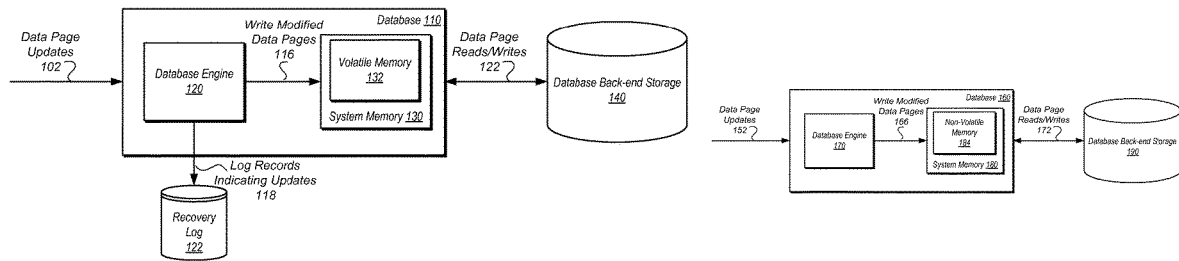 Database 110
Data Page
Updates
102
Write Modified
Data Pages
116
Database Engine
120
Volatile Memory
132
System Memory 130
Data Page
Reads/Writes
122
Database Back-end Storage
140
Log Records
Indicating Updates
118
Recovery
Log
122
Database 160
Data Page
Updates
152
Write Modified
Data Pages
166
Database Engine
170
Non-Volatile
Memory
184
System Memory 180
Data Page
Reads/Writes
172
Database Back-end Storage
190